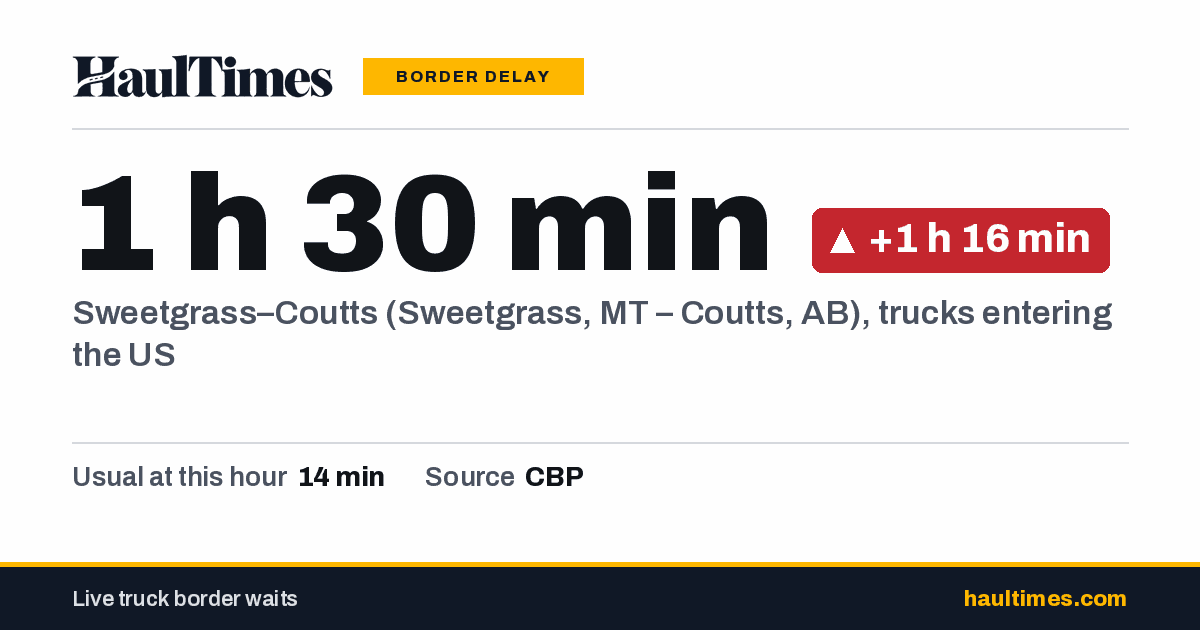 HaulTimes
BORDER DELAY
1 h 30 min
▲ +1 h 16 min
Sweetgrass–Coutts (Sweetgrass, MT – Coutts, AB), trucks entering
the US
Usual at this hour 14 min Source CBP
Live truck border waits
haultimes.com